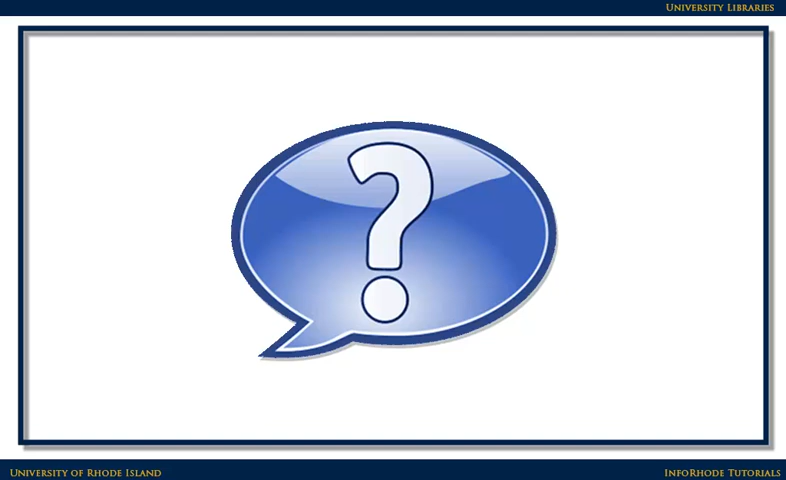 University Libraries
?
University of Rhode Island
InfoRhode Tutorials